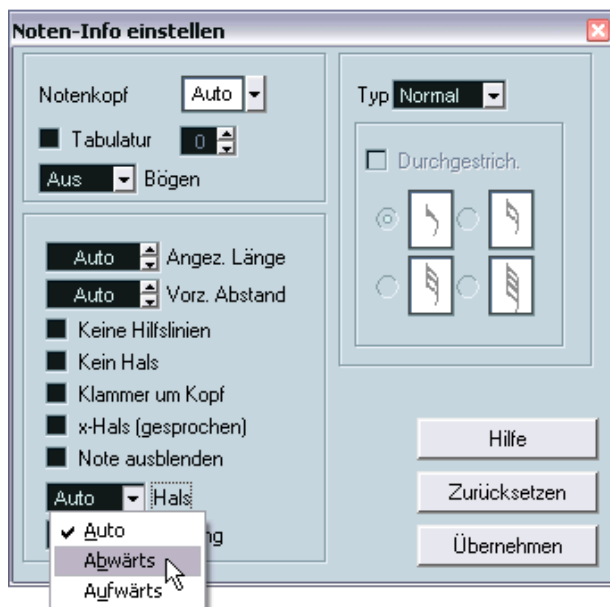 Noten-Info einstellen
Notenkopf Auto
Tabulatur 0
Aus Bögen
Auto Angez. Länge
Auto Vorz. Abstand
Keine Hilfslinien
Kein Hals
Klammer um Kopf
x-Hals (gesprochen)
Note ausblenden
Auto Hals
Auto
Abwärts
Aufwärts
Typ Normal
Durchgestrich.
Hilfe
Zurücksetzen
Übernehmen